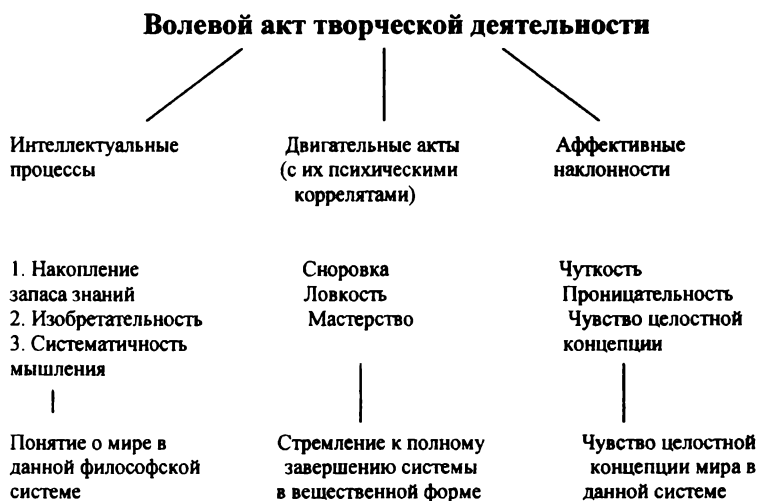 Волевой акт творческой деятельности
Интеллектуальные
процессы
Двигательные акты
(с их психическими
коррелятами)
Аффективные
наклонности
1. Накопление
запаса знаний
2. Изобретательность
3. Систематичность
мышления
Сноровка
Ловкость
Мастерство
Чуткость
Проницательность
Чувство целостной
концепции
Понятие о мире в
данной философской
системе
Стремление к полному
завершению системы
в вещественной форме
Чувство целостной
концепции мира в
данной системе